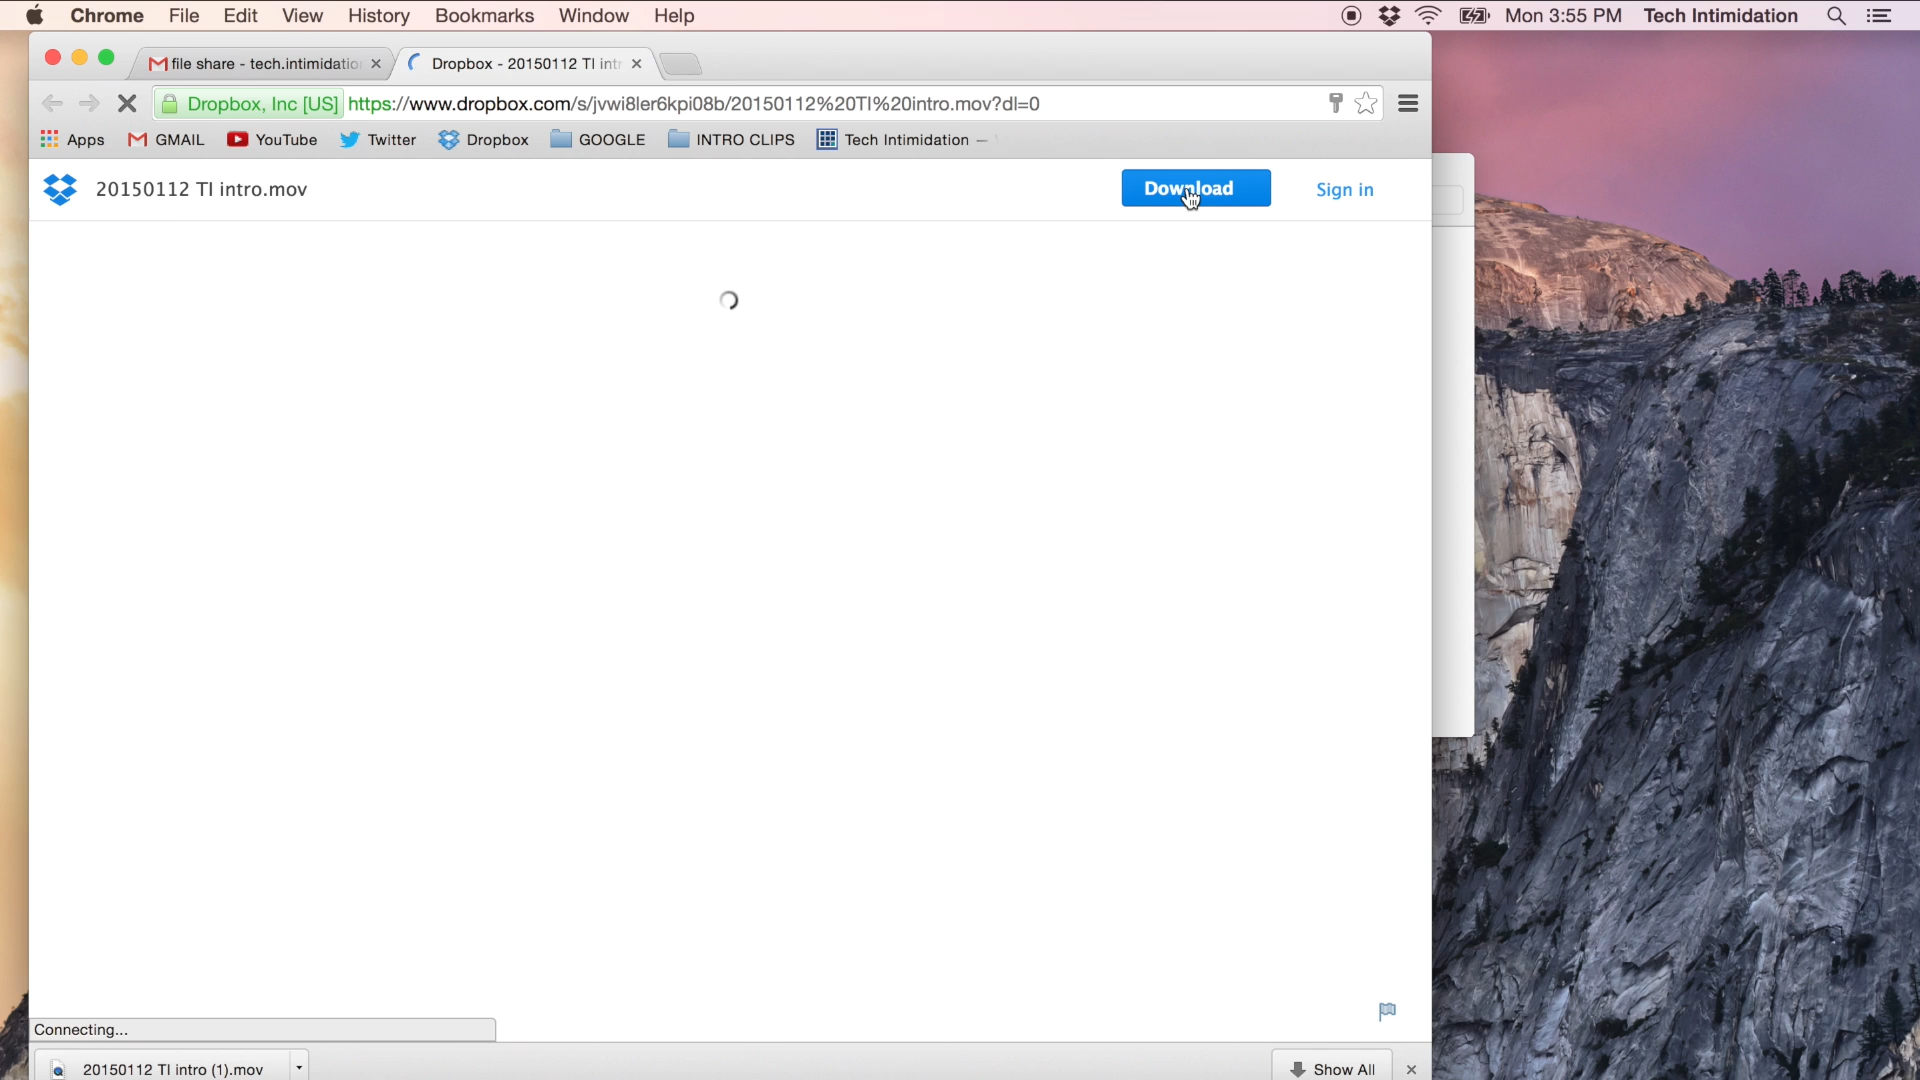 Chrome File Edit View History Bookmarks Window Help Mon 3:55 PM Tech Intimidation
file share - tech.intimidatio Dropbox - 20150112 TI intr
Dropbox, Inc [US] https://www.dropbox.com/s/jvwi8ler6kpi08b/20150112%20TI%20intro.mov?dl=0
Apps GMAIL YouTube Twitter Dropbox GOOGLE INTRO CLIPS Tech Intimidation —
20150112 TI intro.mov Download Sign in
Connecting...
20150112 TI intro (1).mov Show All